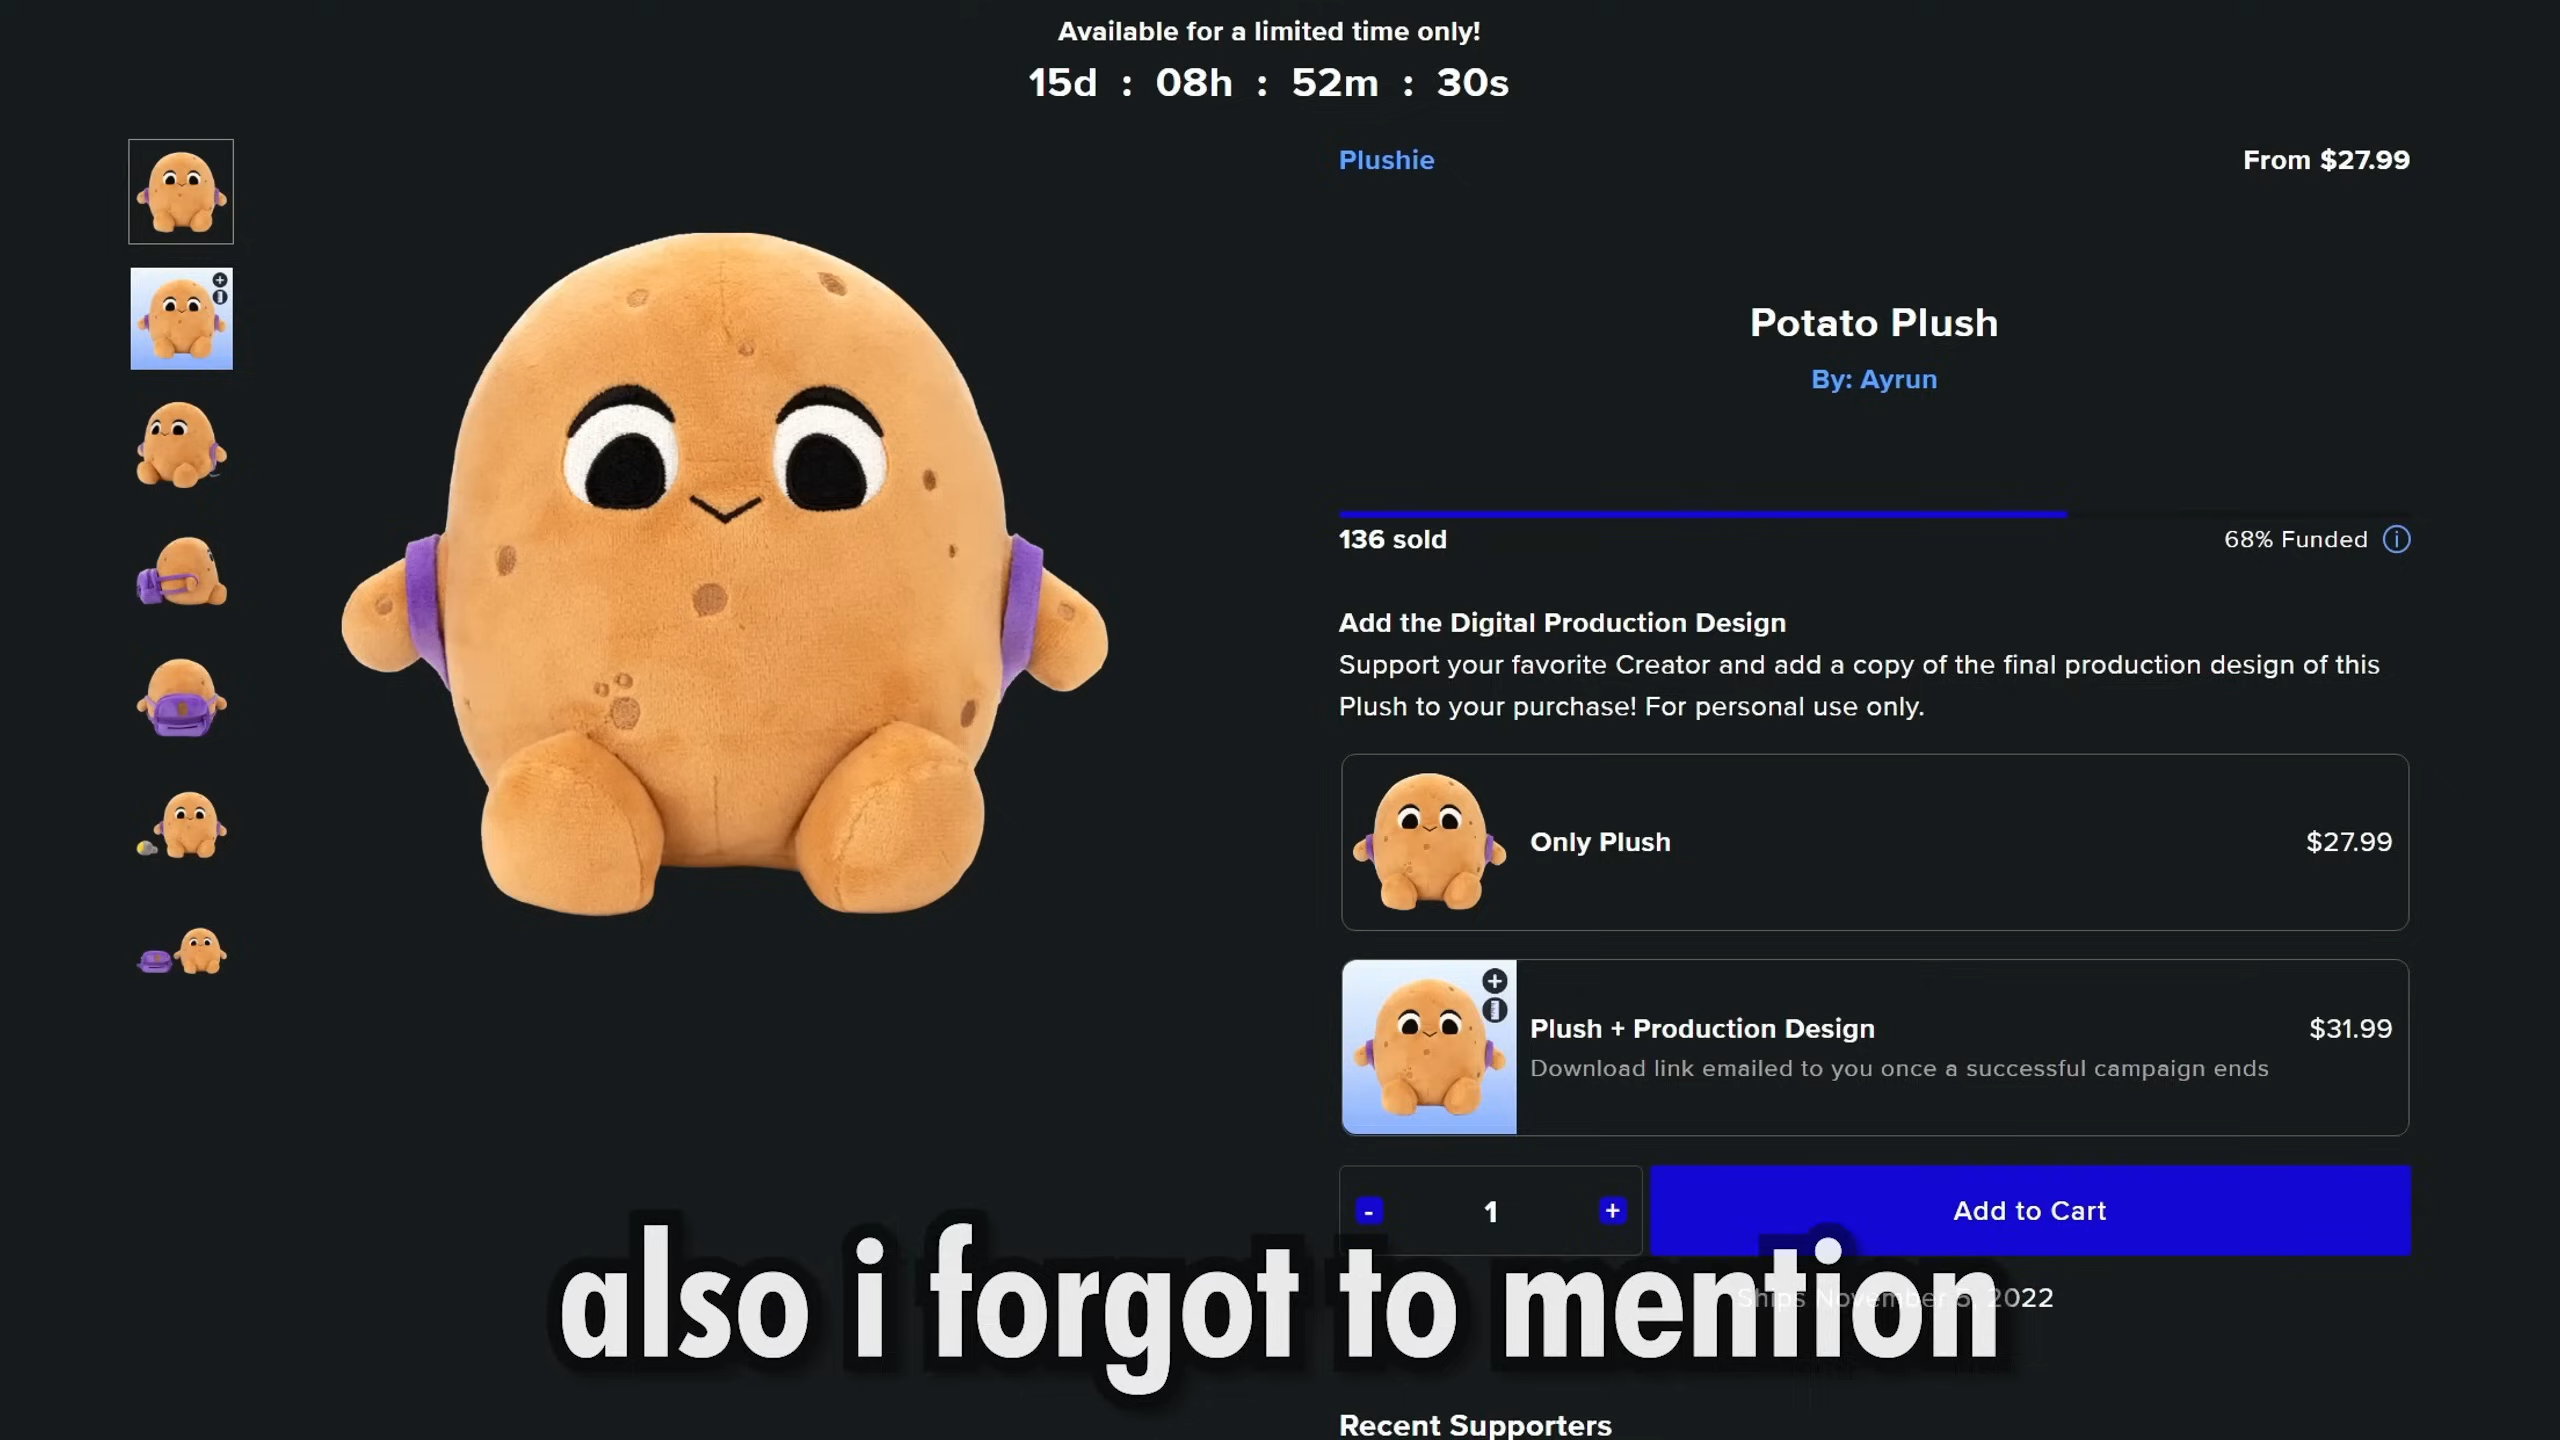 Available for a limited time only!
15d : 08h : 52m : 30s
Plushie
From $27.99
Potato Plush
By: Ayrun
136 sold
68% Funded
Add the Digital Production Design
Support your favorite Creator and add a copy of the final production design of this
Plush to your purchase! For personal use only.
Only Plush
$27.99
Plush + Production Design
$31.99
Download link emailed to you once a successful campaign ends
- 1 +
Add to Cart
Ships November 2022
also i forgot to mention
Recent Supporters